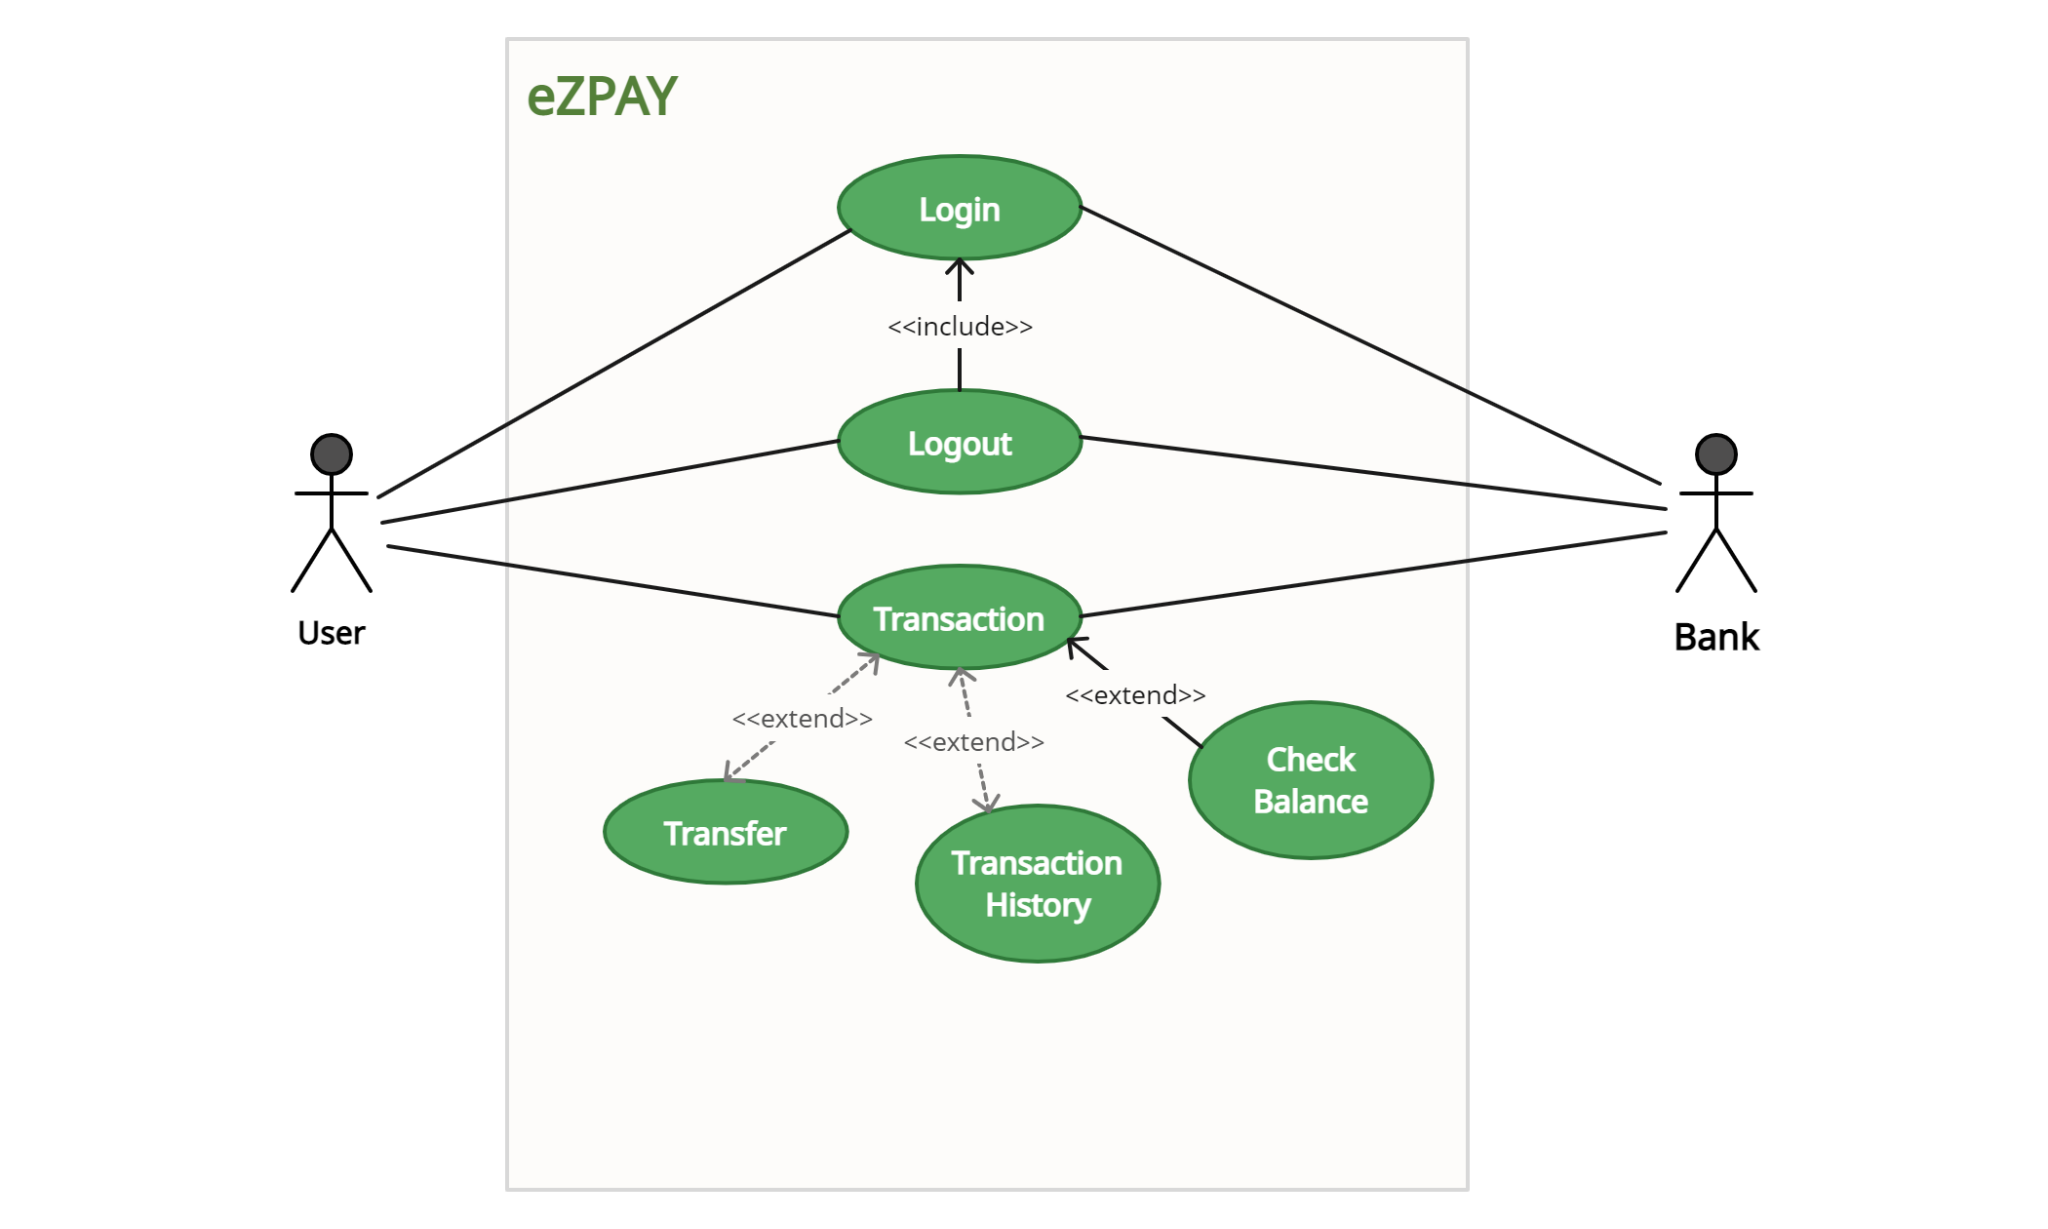 eZPAY
Login
<<include>>
Logout
User
Transaction
Bank
<<extend>>
<<extend>>
<<extend>>
Check
Balance
Transfer
Transaction
History